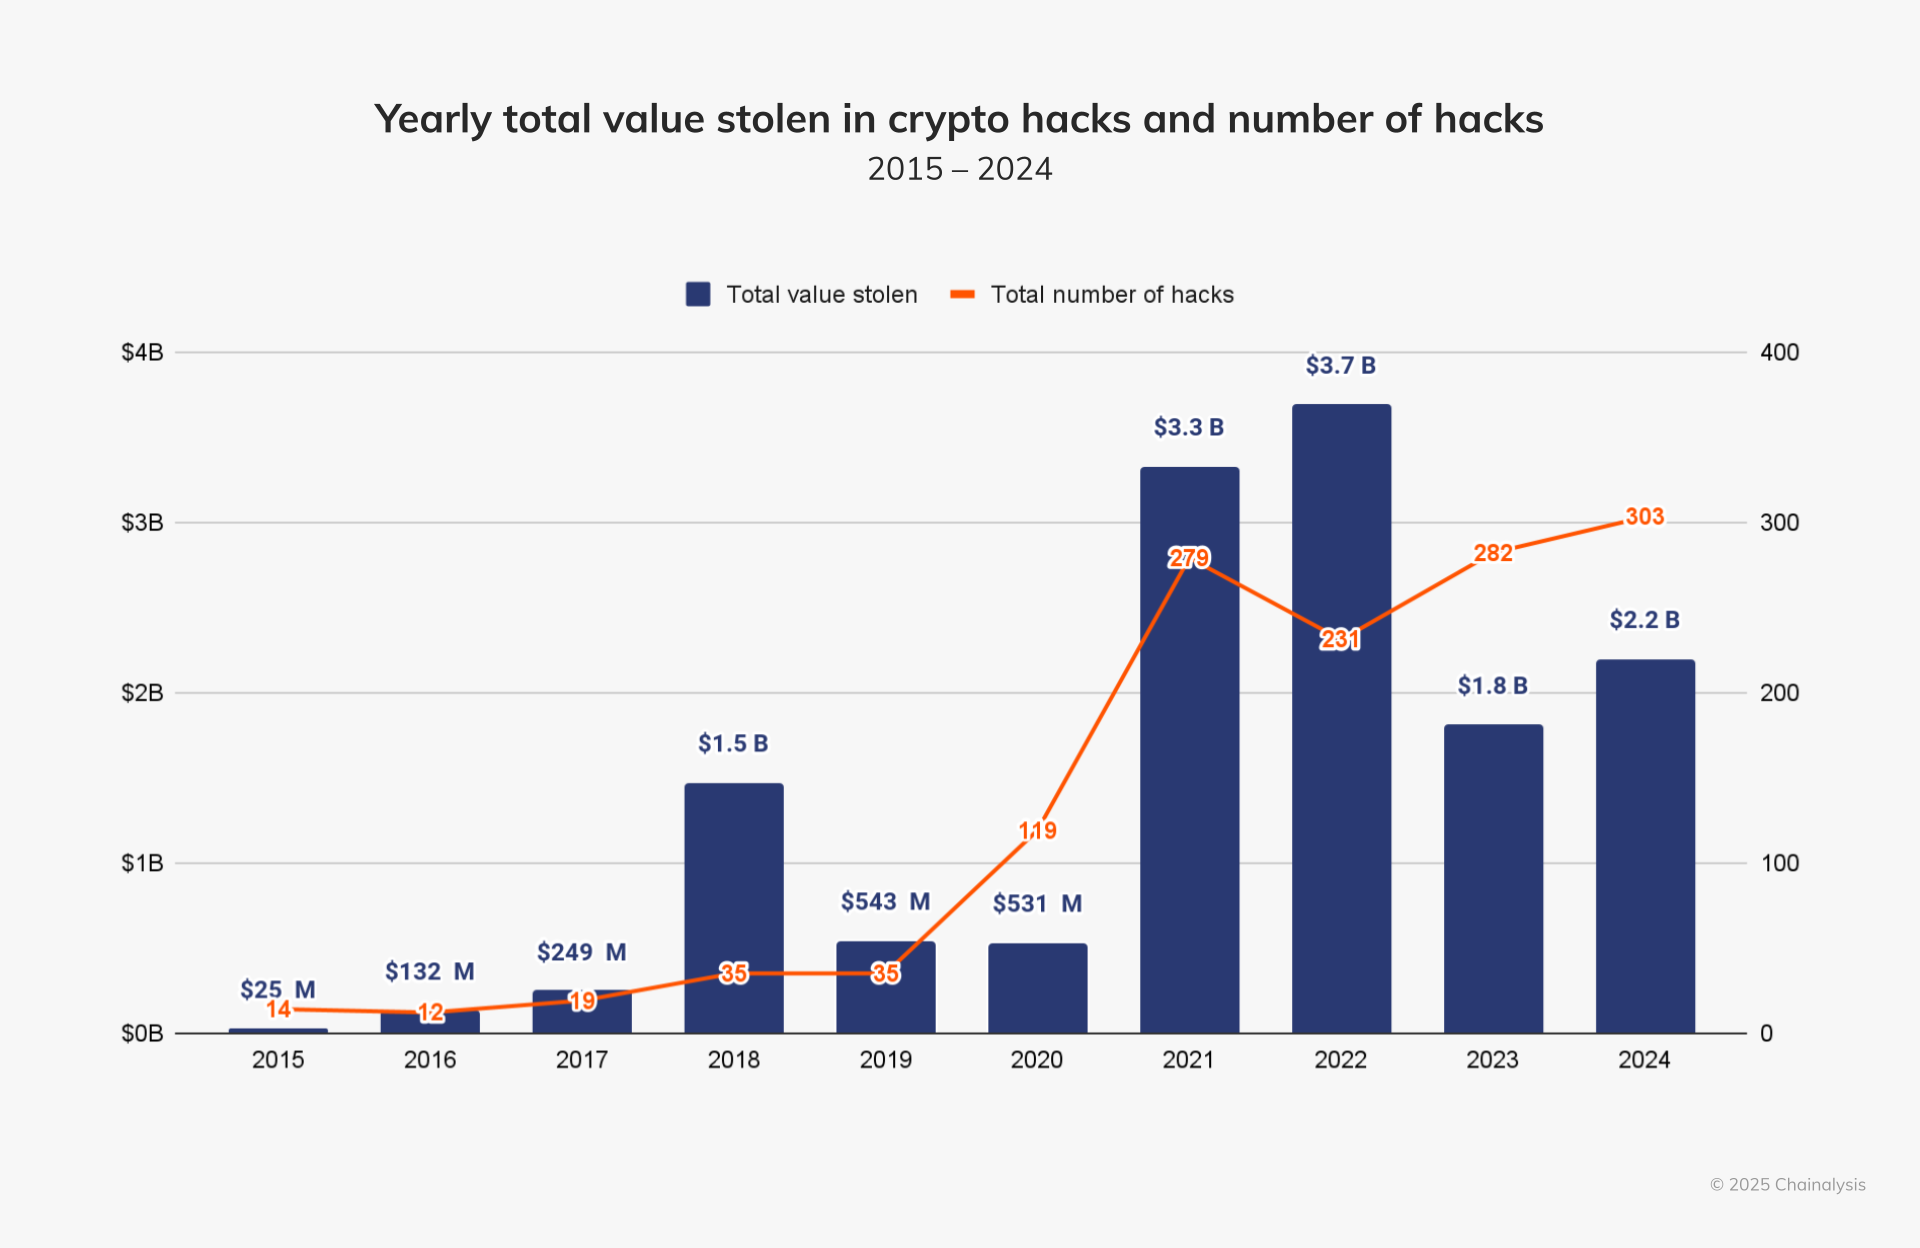 Yearly total value stolen in crypto hacks and number of hacks
2015 – 2024
Total value stolen Total number of hacks
$4B 400
$3.7 B
$3.3 B
$3B 300
303
279
282
231
$2.2 B
$2B 200
$1.8 B
$1.5 B
119
$1B 100
$543 M
$531 M
$249 M
$132 M
35
35
$25 M
14
12
19
$0B 0
2015 2016 2017 2018 2019 2020 2021 2022 2023 2024
© 2025 Chainalysis